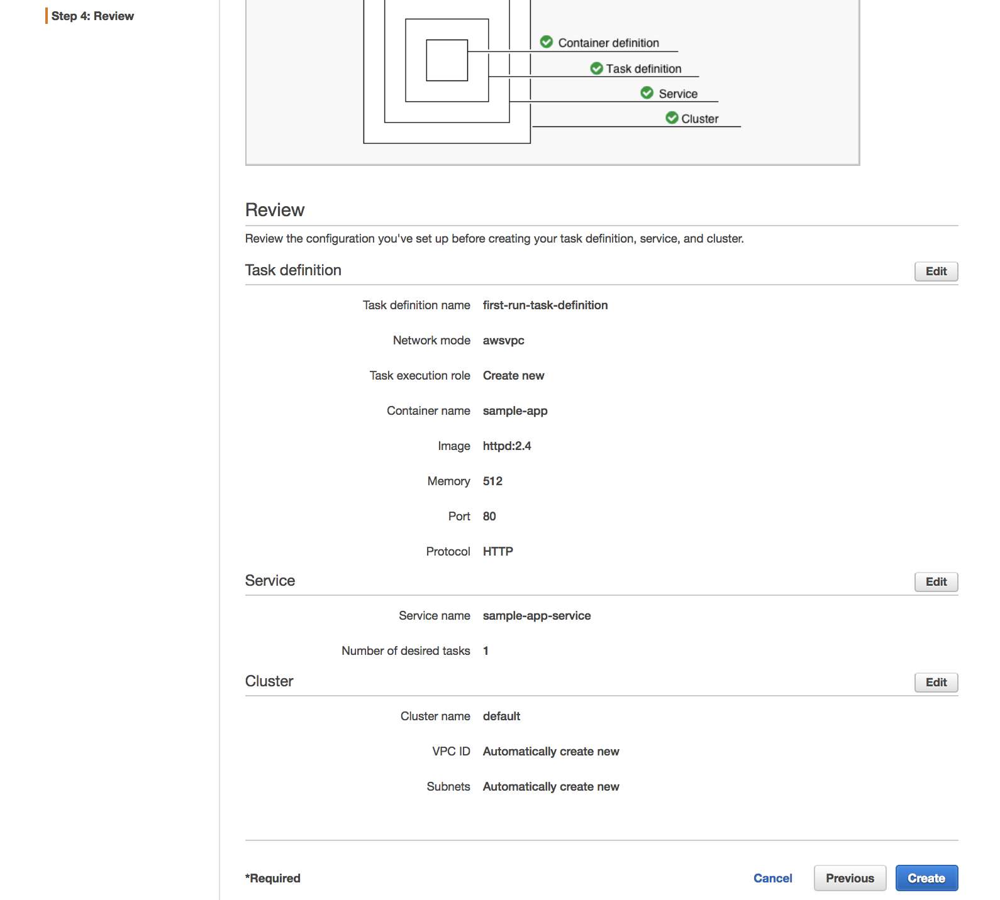 Step 4: Review
Container definition
Task definition
Service
Cluster
Review
Review the configuration you've set up before creating your task definition, service, and cluster.
Task definition
Edit
Task definition name first-run-task-definition
Network mode awsvpc
Task execution role Create new
Container name sample-app
Image httpd:2.4
Memory 512
Port 80
Protocol HTTP
Service
Edit
Service name sample-app-service
Number of desired tasks 1
Cluster
Edit
Cluster name default
VPC ID Automatically create new
Subnets Automatically create new
*Required
Cancel
Previous
Create